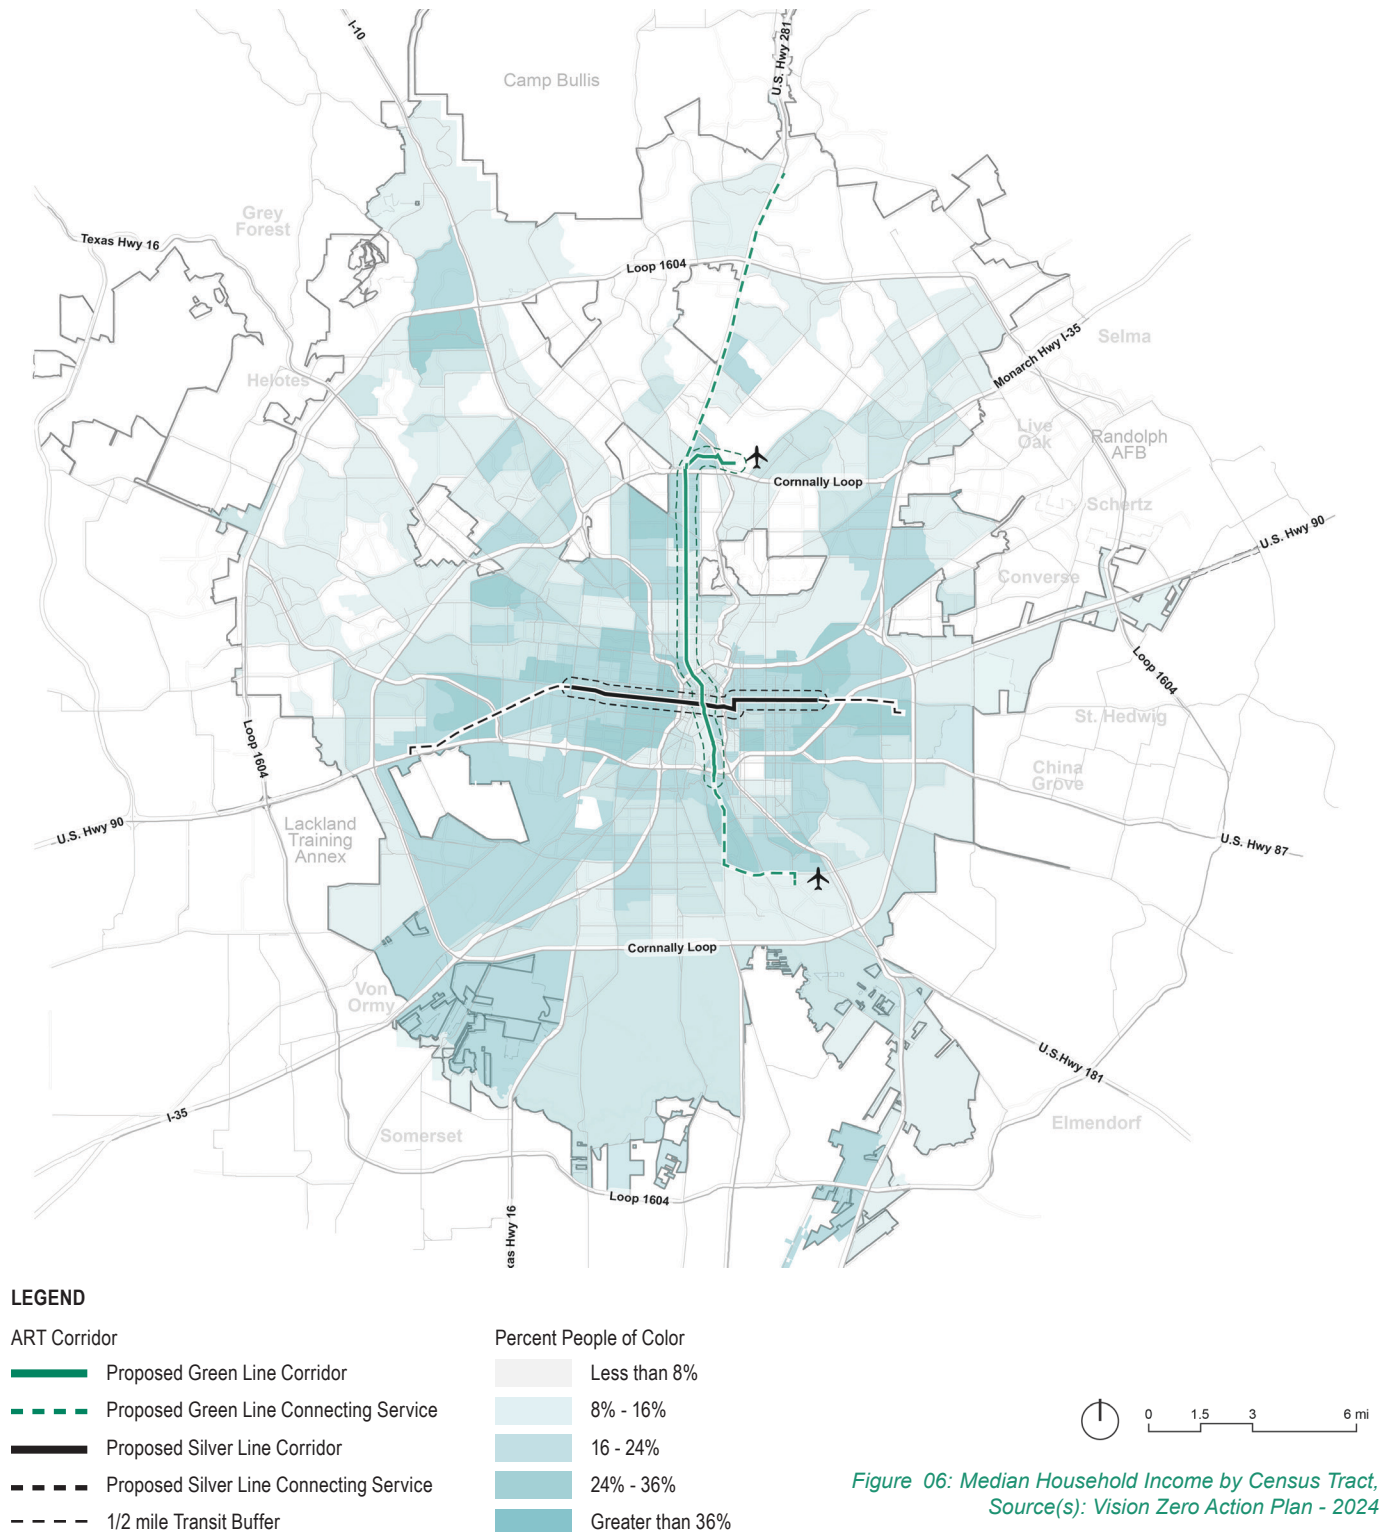 I-10
Camp Bullis
U.S. Hwy 281
Grey
Forest
Texas Hwy 16
Loop 1604
Selma
Monarch Hwy I-35
Helotes
Live
Oak
Randolph
AFB
Cornnally Loop
Schertz
U.S. Hwy 90
Converse
Loop 1604
St. Hedwig
Loop 1604
China
Grove
U.S. Hwy 90
Lackland
Training
Annex
U.S. Hwy 87
Cornnally Loop
Von
Ormy
U.S.Hwy 181
I-35
Somerset
Elmendorf
Loop 1604
xas Hwy 16
LEGEND
ART Corridor
Proposed Green Line Corridor
Proposed Green Line Connecting Service
Proposed Silver Line Corridor
Proposed Silver Line Connecting Service
1/2 mile Transit Buffer
Percent People of Color
Less than 8%
8% - 16%
16 - 24%
24% - 36%
Greater than 36%
0 1.5 3 6 mi
Figure 06: Median Household Income by Census Tract,
Source(s): Vision Zero Action Plan - 2024